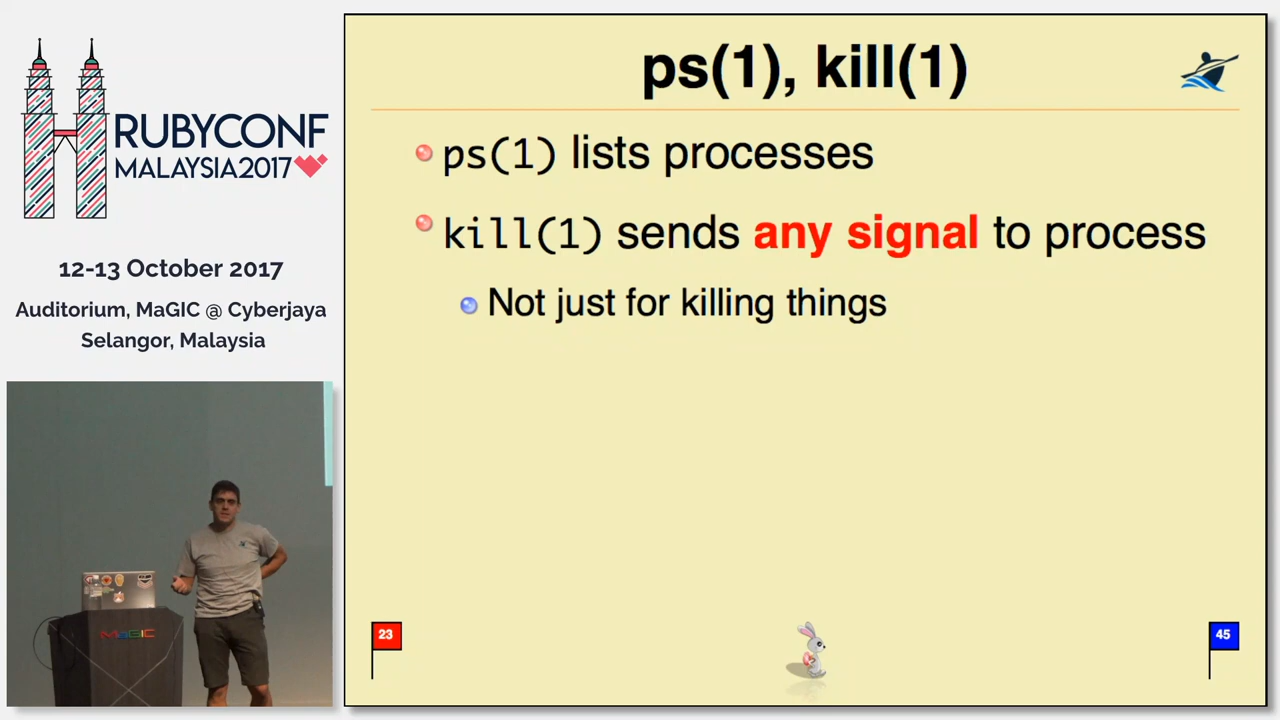 RUBYCONF
MALAYSIA2017
12-13 October 2017
Auditorium, MaGIC @ Cyberjaya
Selangor, Malaysia
MaGIC
ps(1), kill(1)
ps(1) lists processes
kill(1) sends any signal to process
Not just for killing things
23
45